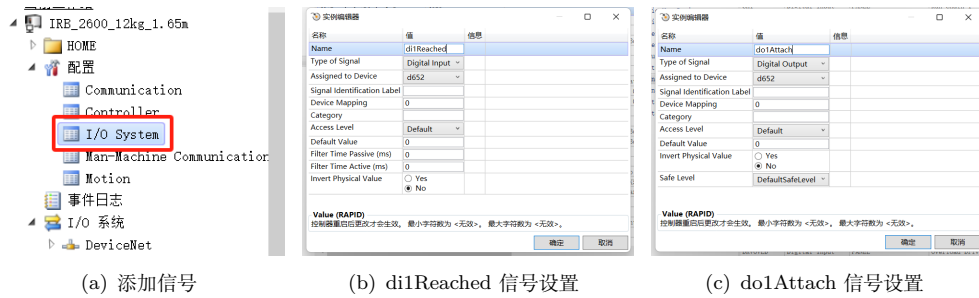 IRB_2600_12kg_1.65m
HOME
配置
Communication
Controller
I/O System
Man-Machine Communication
Motion
事件日志
I/O 系统
DeviceNet
(a) 添加信号
实例编辑器
名称 值 信息
Name di1Reached
Type of Signal Digital Input
Assigned to Device d652
Signal Identification Label
Device Mapping 0
Category
Access Level Default
Default Value 0
Filter Time Passive (ms) 0
Filter Time Active (ms) 0
Invert Physical Value Yes
No
Value (RAPID)
控制器重启后更改才会生效。 最小字符数为 <无效>。 最大字符数为 <无效>。
确定 取消
(b) di1Reached 信号设置
实例编辑器
名称 值 信息
Name do1Attach
Type of Signal Digital Output
Assigned to Device d652
Signal Identification Label
Device Mapping 0
Category
Access Level Default
Default Value 0
Invert Physical Value Yes
No
Safe Level DefaultSafeLevel
Value (RAPID)
控制器重启后更改才会生效。 最小字符数为 <无效>。 最大字符数为 <无效>。
确定 取消
(c) do1Attach 信号设置